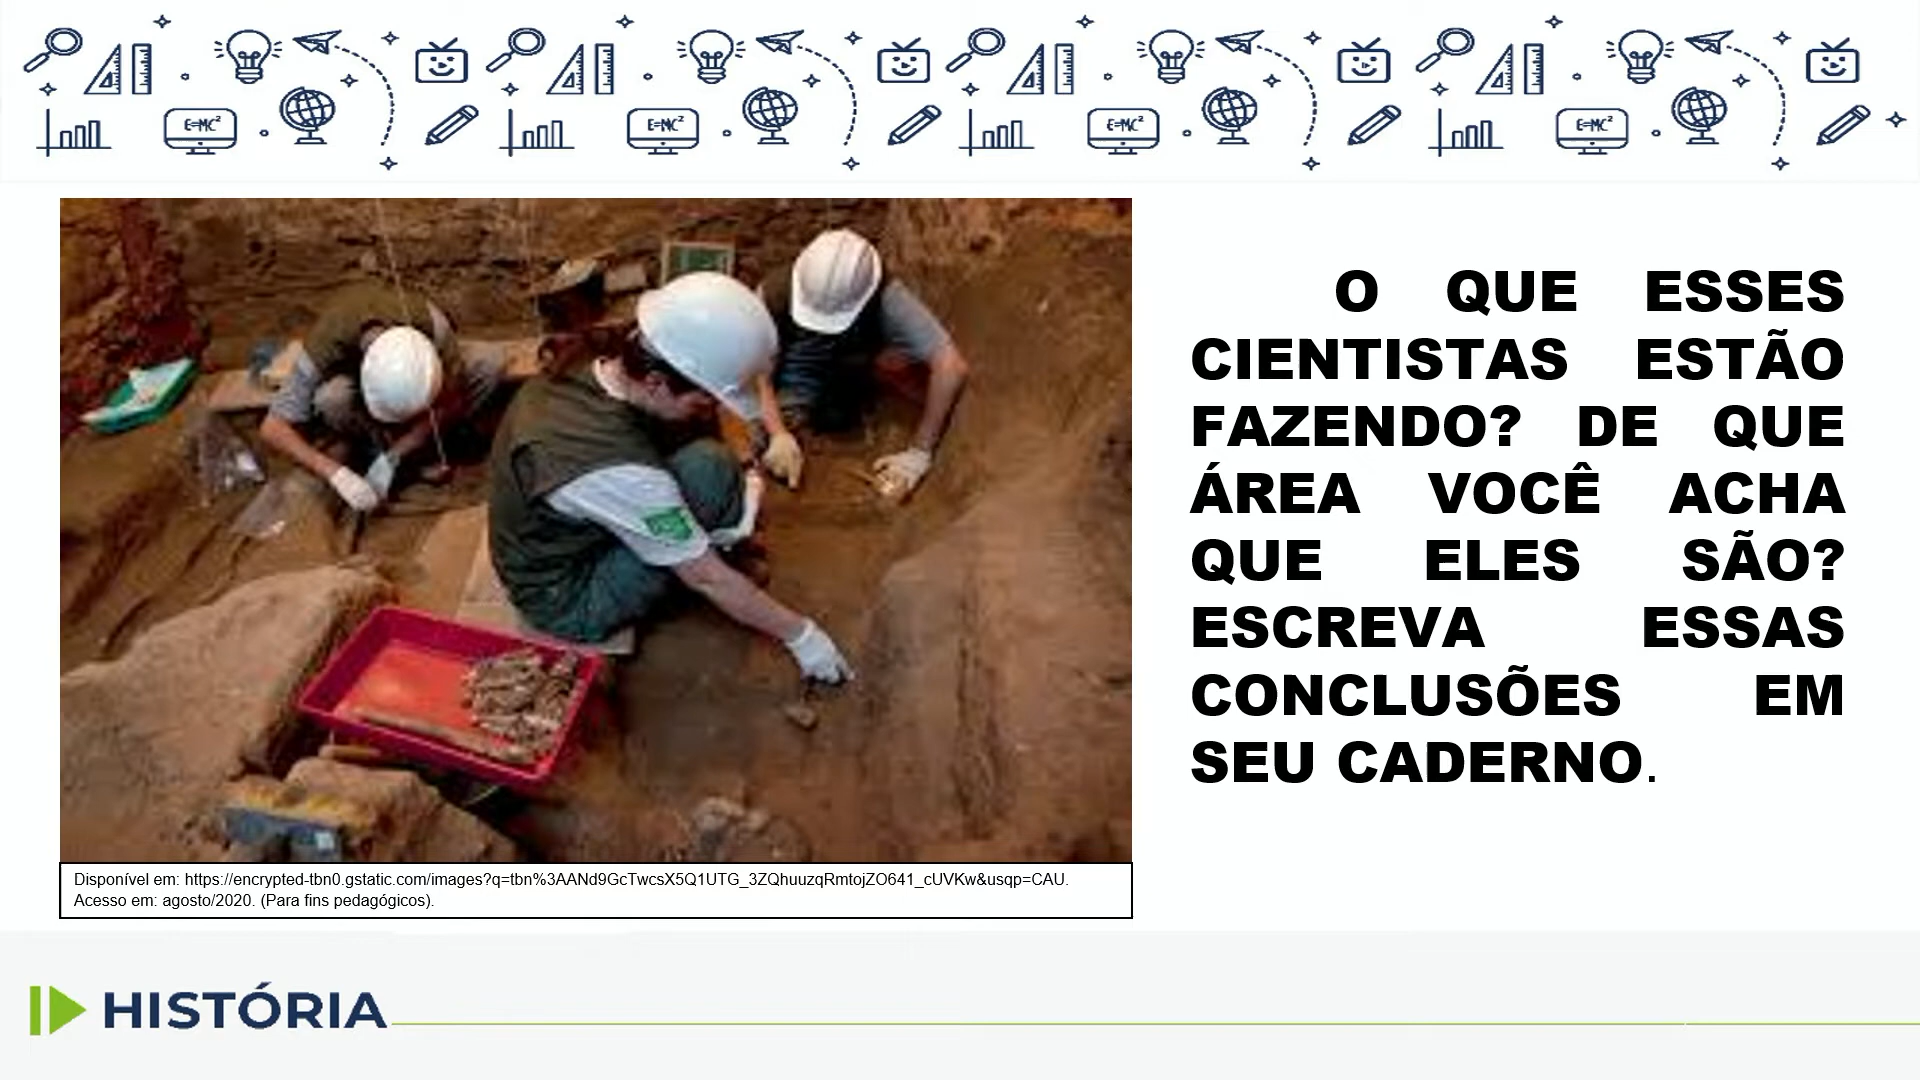 E=MC²
E=MC²
E=MC²
E=MC²
O QUE ESSES
CIENTISTAS ESTÃO
FAZENDO? DE QUE
ÁREA VOCÊ ACHA
QUE ELES SÃO?
ESCREVA ESSAS
CONCLUSÕES EM
SEU CADERNO.
Disponível em: https://encrypted-tbn0.gstatic.com/images?q=tbn%3AANd9GcTwcsX5Q1UTG_3ZQhuuzqRmtojZO641_cUVKw&usqp=CAU.
Acesso em: agosto/2020. (Para fins pedagógicos).
HISTÓRIA